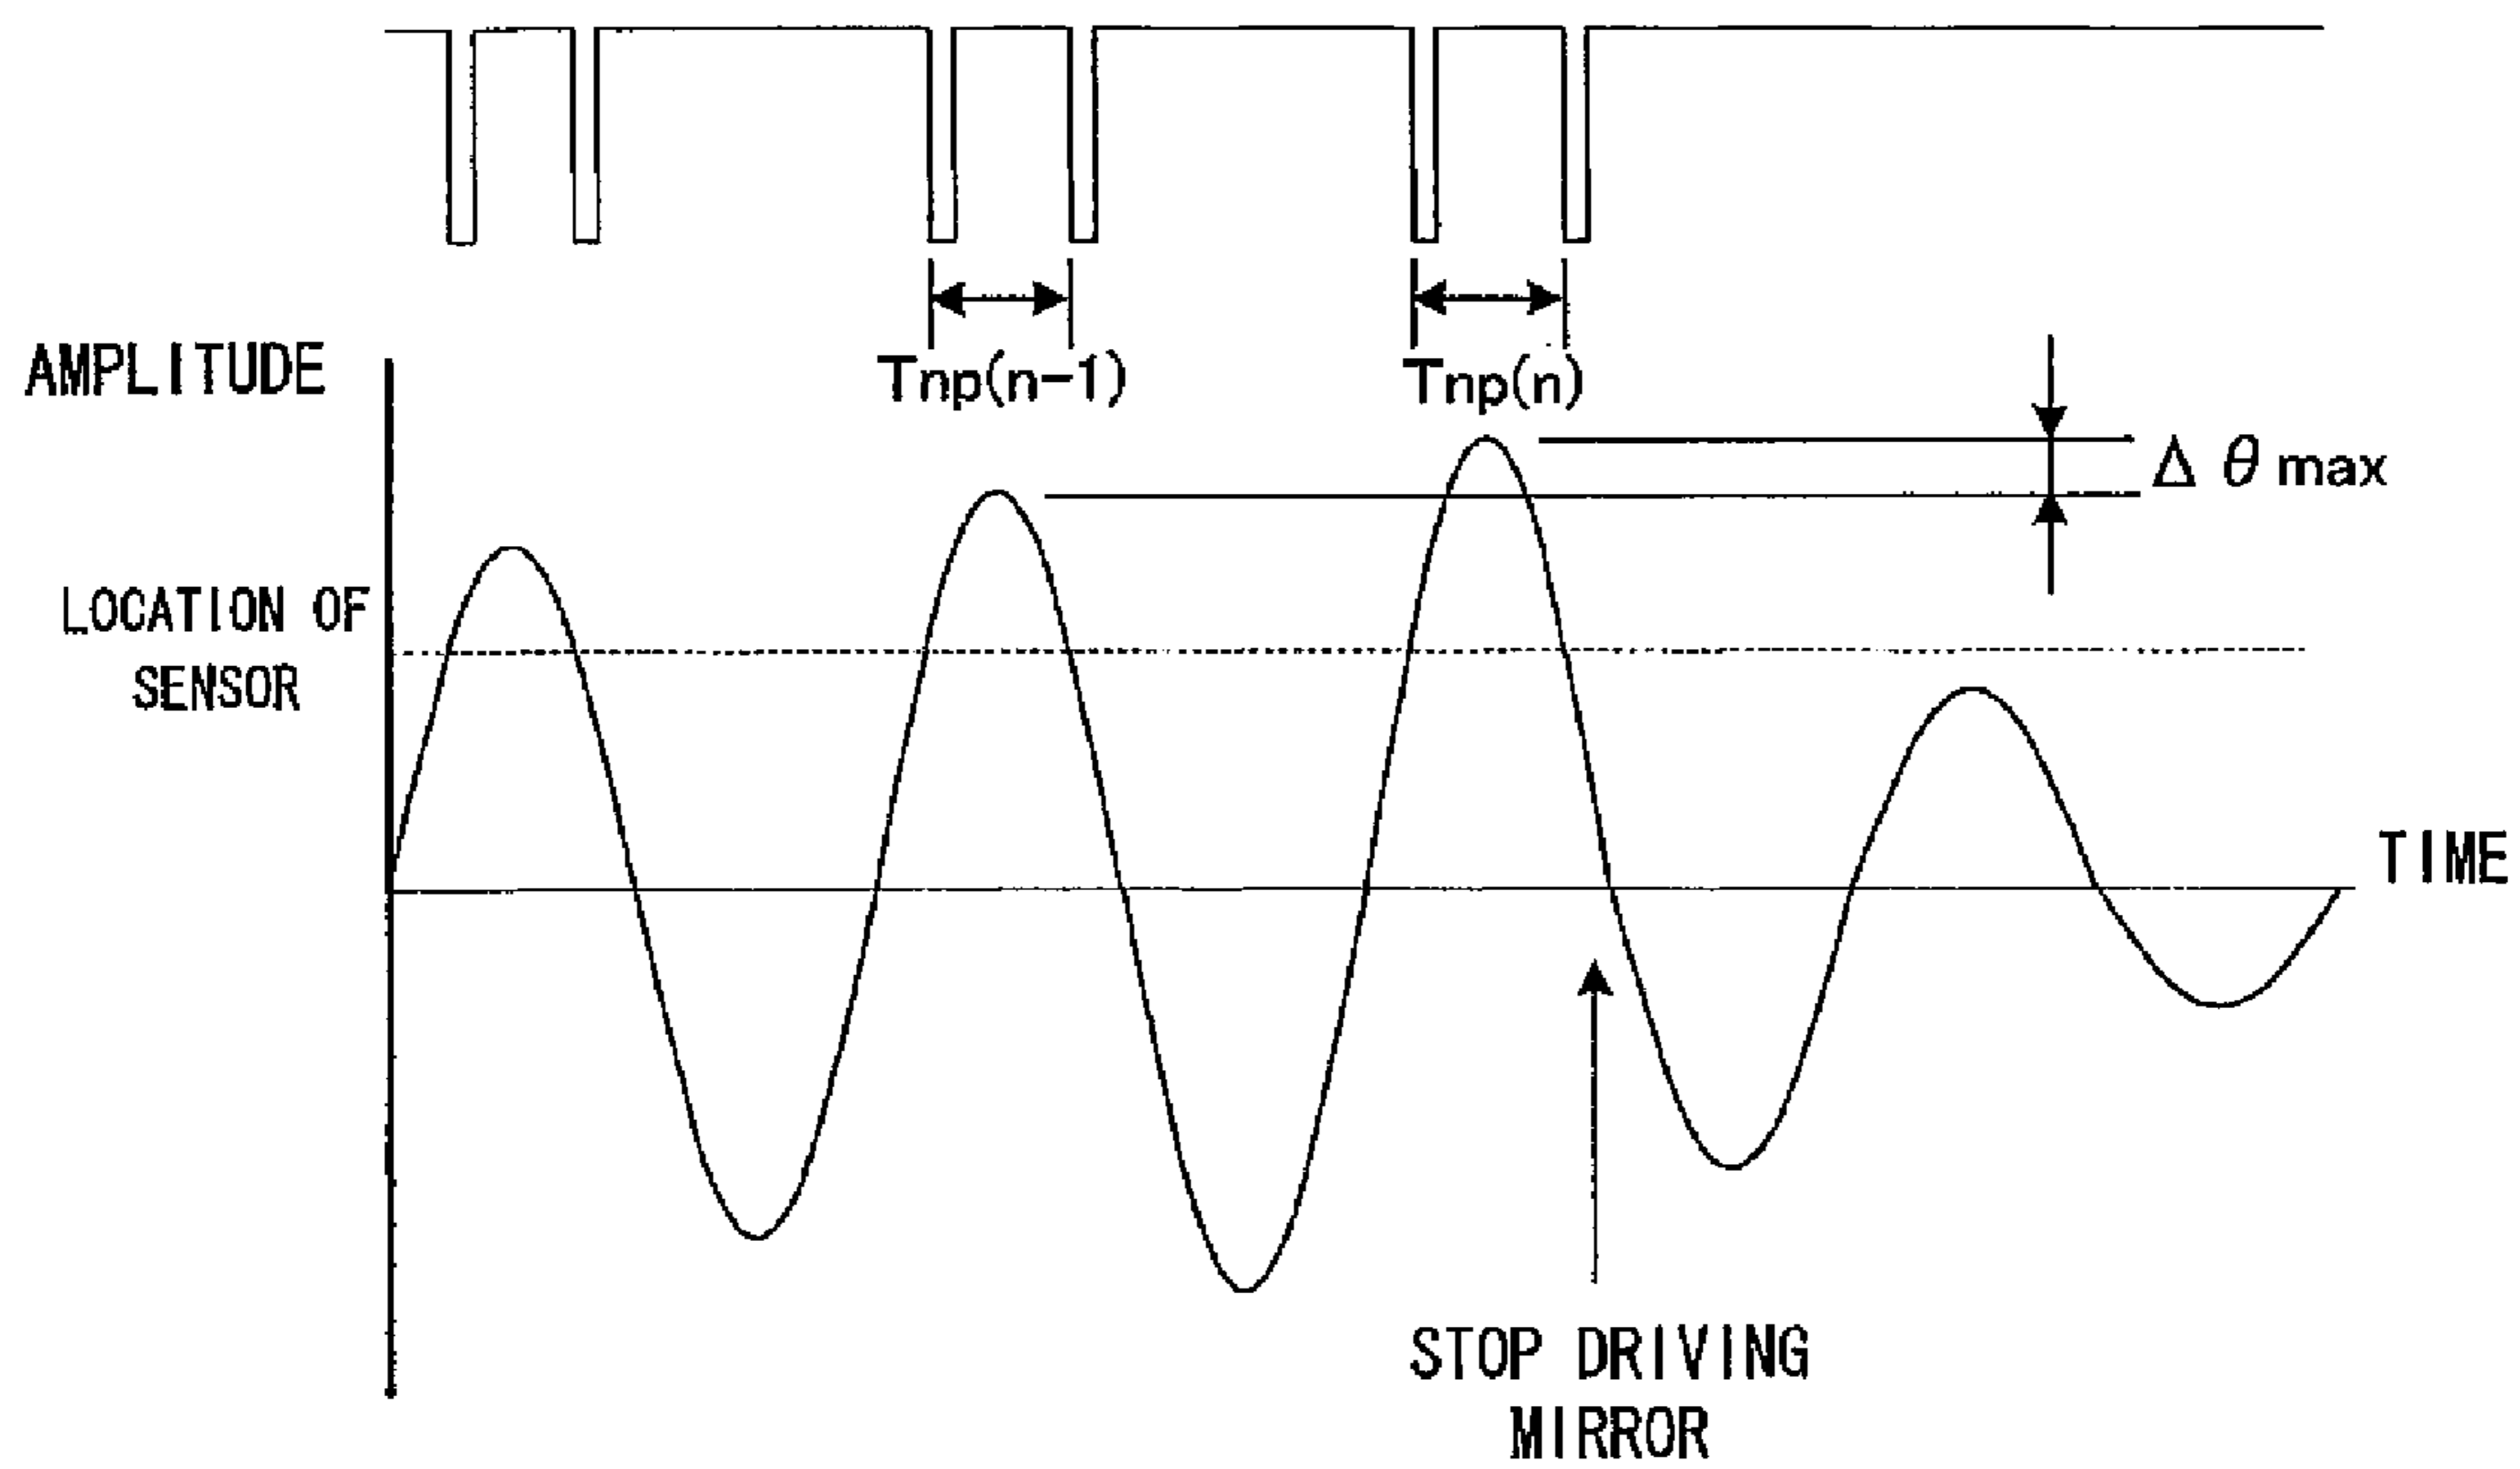 Tnp(n-1)
Tnp(n)
AMPLITUDE
Δ θ max
LOCATION OF
SENSOR
TIME
STOP DRIVING
MIRROR